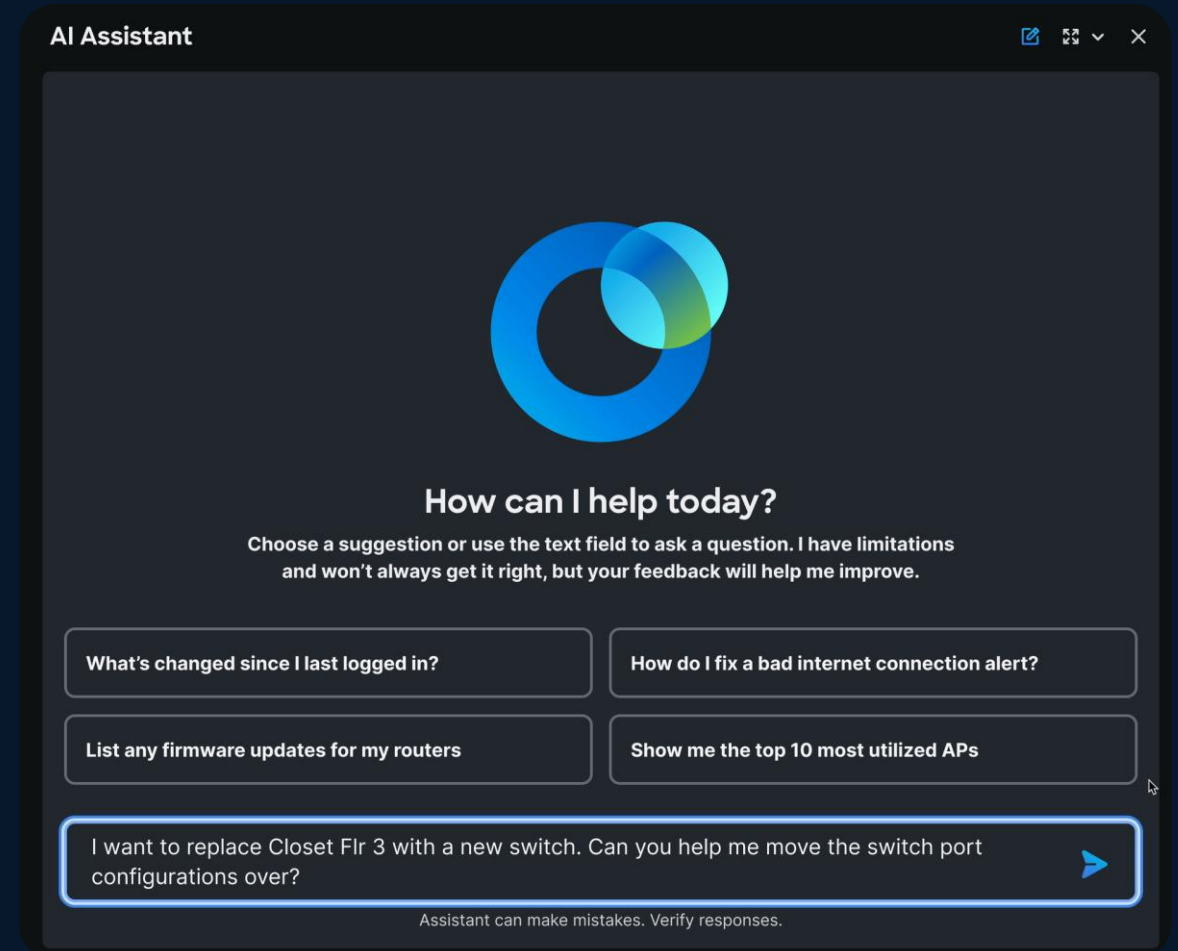 AI Assistant
How can I help today?
Choose a suggestion or use the text field to ask a question. I have limitations
and won’t always get it right, but your feedback will help me improve.
What’s changed since I last logged in?
How do I fix a bad internet connection alert?
List any firmware updates for my routers
Show me the top 10 most utilized APs
I want to replace Closet Flr 3 with a new switch. Can you help me move the switch port
configurations over?
Assistant can make mistakes. Verify responses.